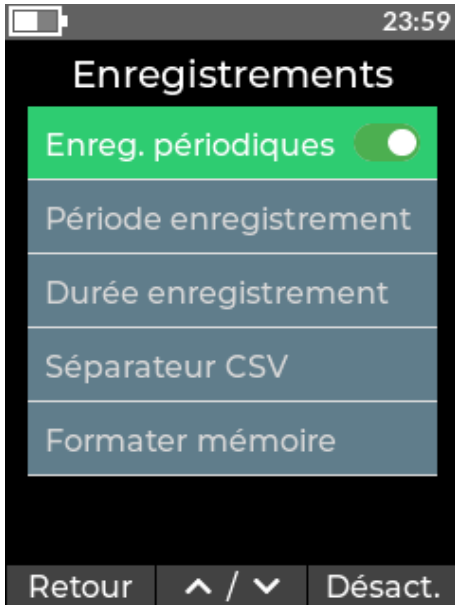 23:59
Enregistrements
Enreg. périodiques
Période enregistrement
Durée enregistrement
Séparateur CSV
Formater mémoire
Retour / Désact.